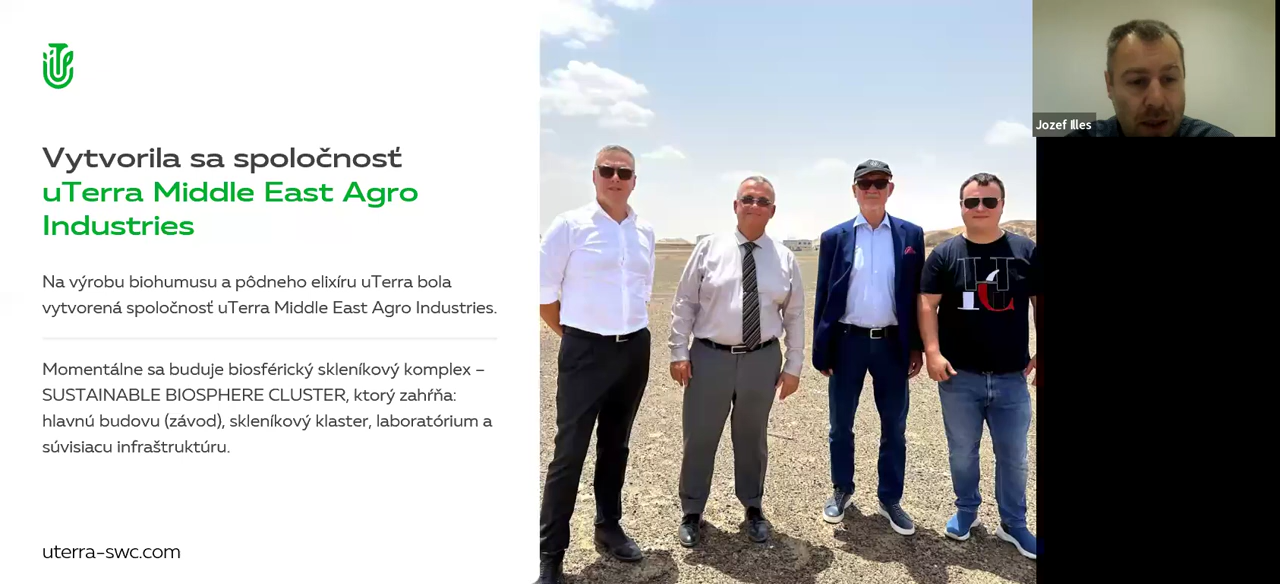 Vytvorila sa spoločnosť
uTerra Middle East Agro
Industries
Na výrobu biohumusu a pôdneho elixíru uTerra bola
vytvorená spoločnosť uTerra Middle East Agro Industries.
Momentálne sa buduje biosférický skleníkový komplex –
SUSTAINABLE BIOSPHERE CLUSTER, ktorý zahŕňa:
hlavnú budovu (závod), skleníkový klaster, laboratórium a
súvisiacu infraštruktúru.
uterra-swc.com
Jozef Illes